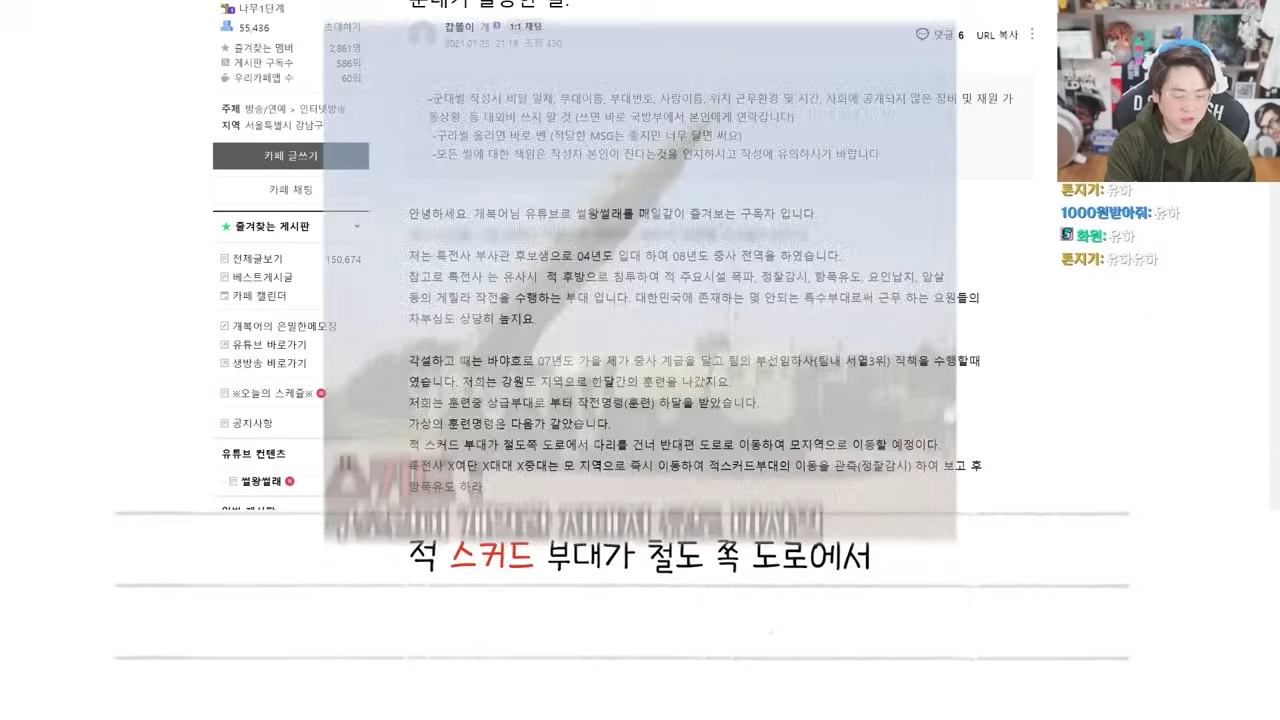 나무1단계
55,436
초대하기
즐겨찾는 멤버 2,861명
게시판 구독수 586회
우리카페앱 수 60회
주제 방송/연예 > 인터넷방송
지역 서울특별시 강남구
카페 글쓰기
카페 채팅
즐겨찾는 게시판
전체글보기 150,674
베스트게시글
카페 캘린더
개복어의 은밀한메모장
유튜브 바로가기
생방송 바로가기
※오늘의 스케쥴※
공지사항
유튜브 컨텐츠
썰왕썰래
캅뚤이 1:1 채팅
2021.01.25. 21:18 조회 430
댓글 6 URL 복사
-군대썰 작성시 비밀 일체, 부대이름, 부대번호, 사람이름, 위치 근무환경 및 시간, 사회에 공개되지 않은 장비 및 재원 가
동상황, 등 대외비 쓰지 말 것 (쓰면 바로 국방부에서 본인에게 연락갑니다)
-구라썰 올리면 바로 벤 (적당한 MSG는 좋지만 너무 달면 써요)
-모든 썰에 대한 책임은 작성자 본인이 진다는것을 인지하시고 작성에 유의하시기 바랍니다
안녕하세요. 개복어님 유튜브로 썰왕썰래를 매일같이 즐겨보는 구독자 입니다.
저는 특전사 부사관 후보생으로 04년도 입대 하여 08년도 중사 전역을 하였습니다.
참고로 특전사 는 유사시 적 후방으로 침투하여 적 주요시설 폭파, 정찰감시, 항폭유도, 요인납치, 암살
등의 게릴라 작전을 수행하는 부대 입니다. 대한민국에 존재하는 몇 안되는 특수부대로써 근무 하는 요원들의
자부심도 상당히 높지요.
각설하고 때는 바야흐로 07년도 가을 제가 중사 계급을 달고 팀의 부선임하사(팀내 서열3위) 직책을 수행할때
였습니다. 저희는 강원도 지역으로 한달간의 훈련을 나갔지요.
저희는 훈련중 상급부대로 부터 작전명령(훈련) 하달을 받았습니다.
가상의 훈련명령은 다음가 같았습니다.
적 스커드 부대가 철도쪽 도로에서 다리를 건너 반대편 도로로 이동하여 모지역으로 이동할 예정이다.
특전사 X여단 X대대 X중대는 모 지역으로 즉시 이동하여 적스커드부대의 이동을 관측(정찰감시) 하여 보고 후
항폭유도 하라
적 스커드 부대가 철도 쪽 도로에서
톤지기: 유하
1000원받아줘: 유하
화원: 유하
톤지기: 유하유하